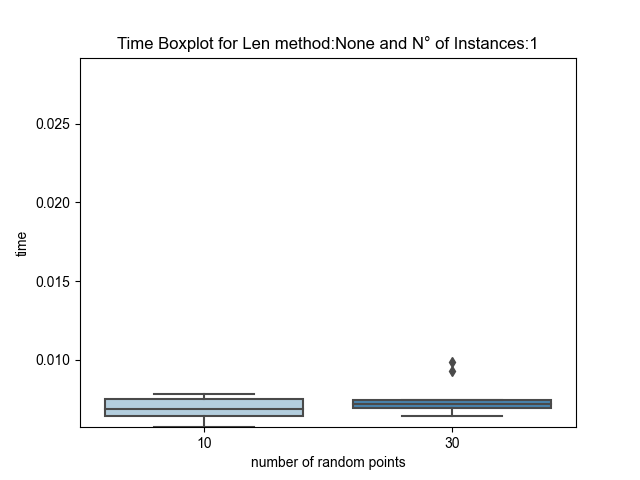 Time Boxplot for Len method:None and N° of Instances:1
0.025
0.020
0.015
0.010
time
10 30
number of random points